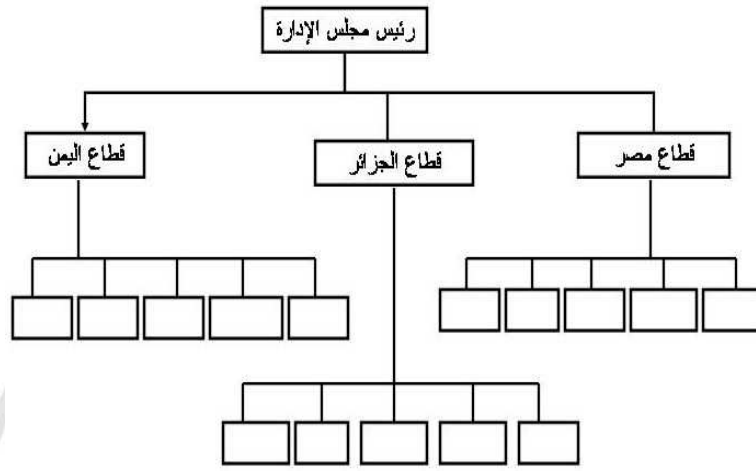 رئيس مجلس الإدارة
قطاع مصر
قطاع الجزائر
قطاع اليمن